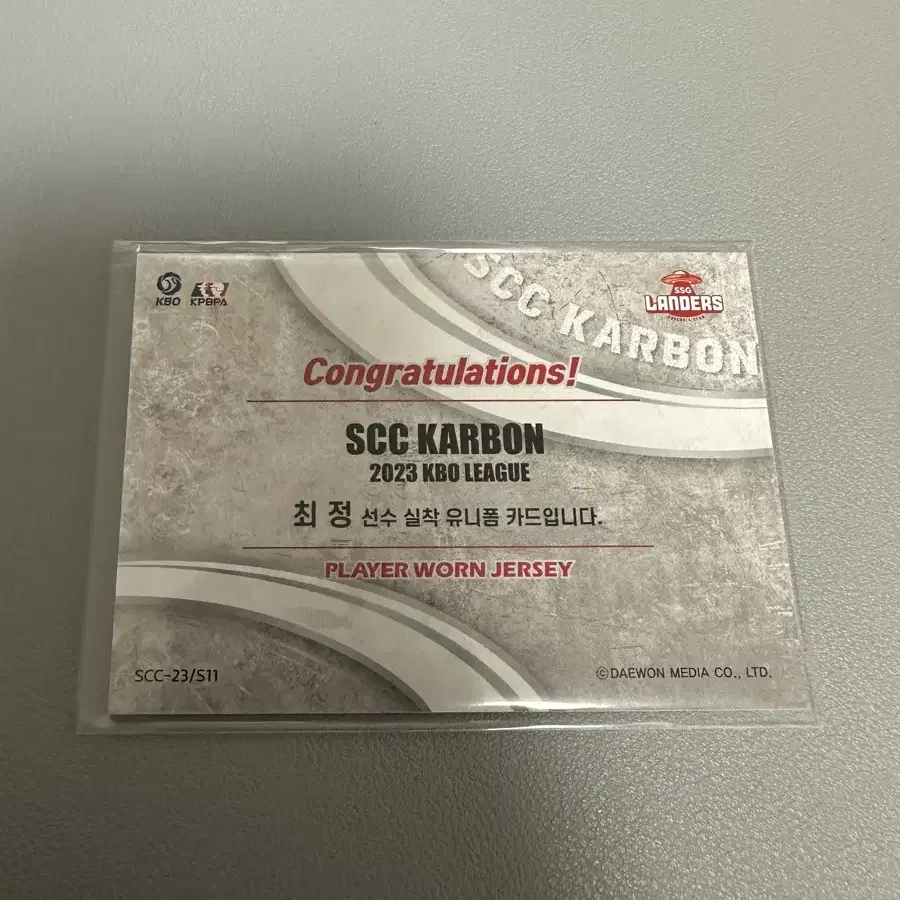 KBO
KPBPA
SCC KARBON
SSG
LANDERS
Congratulations!
SCC KARBON
2023 KBO LEAGUE
최 정 선수 실착 유니폼 카드입니다.
PLAYER WORN JERSEY
SCC-23/S11
©DAEWON MEDIA CO., LTD.